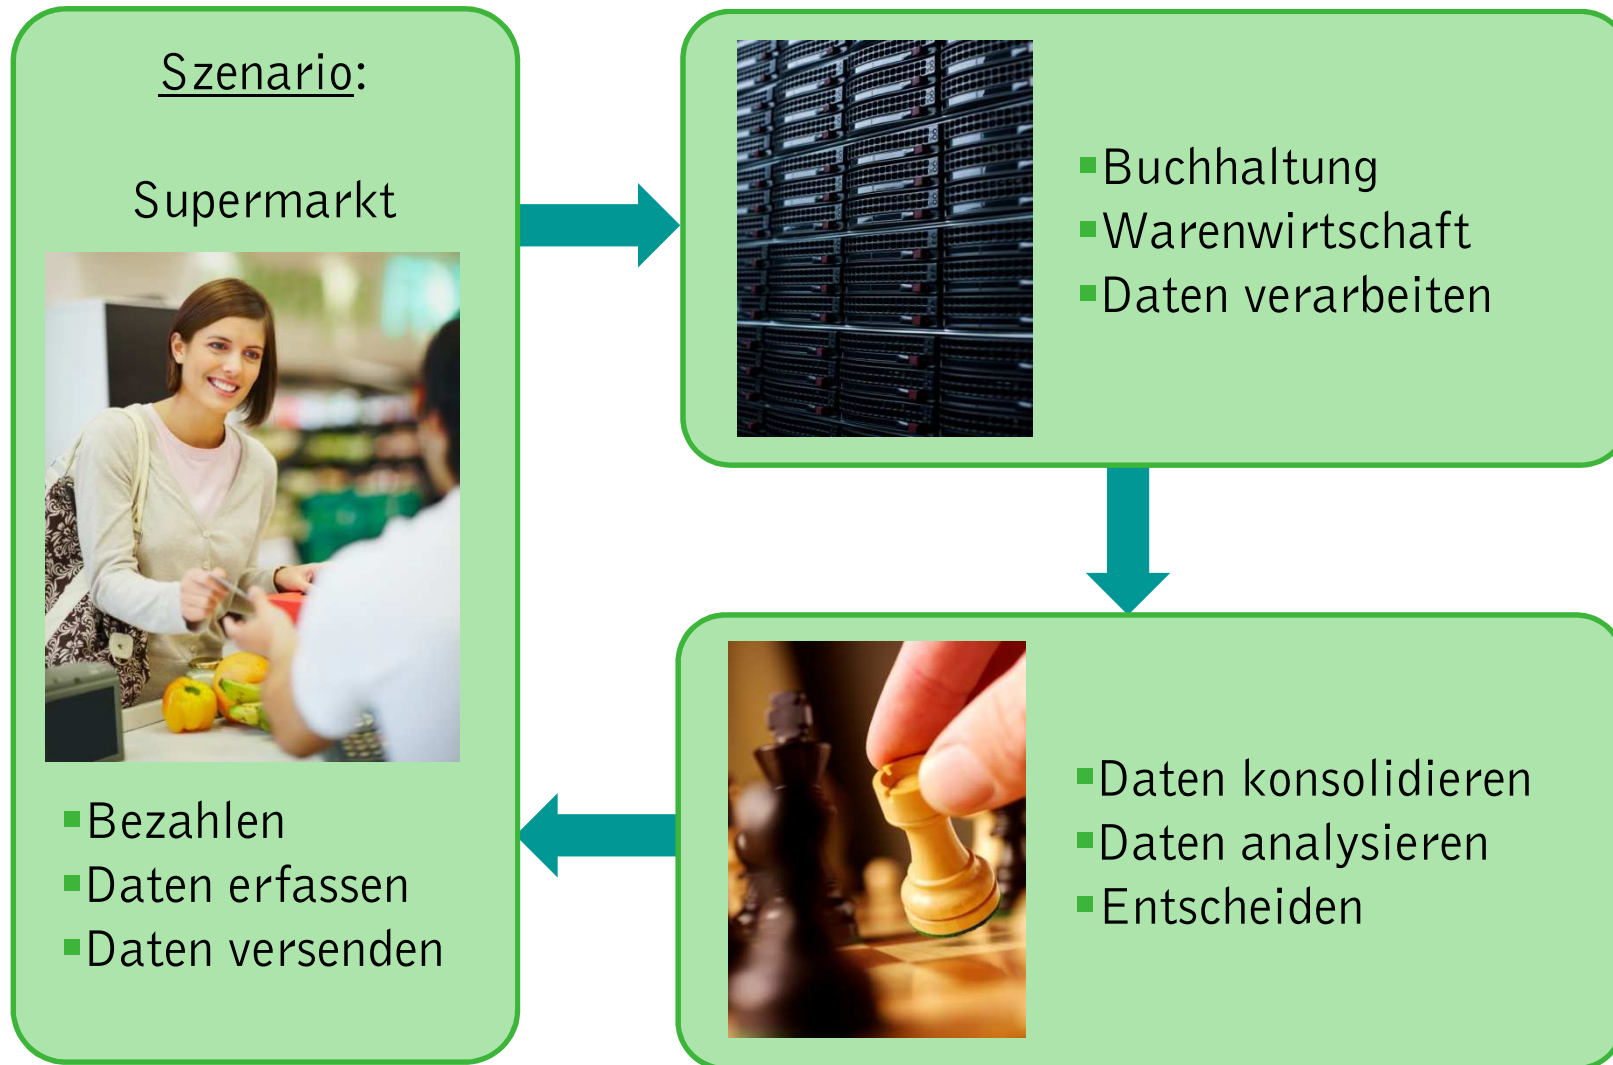 Szenario:
Supermarkt
▪Bezahlen
▪Daten erfassen
▪Daten versenden
▪Buchhaltung
▪Warenwirtschaft
▪Daten verarbeiten
▪Daten konsolidieren
▪Daten analysieren
▪Entscheiden